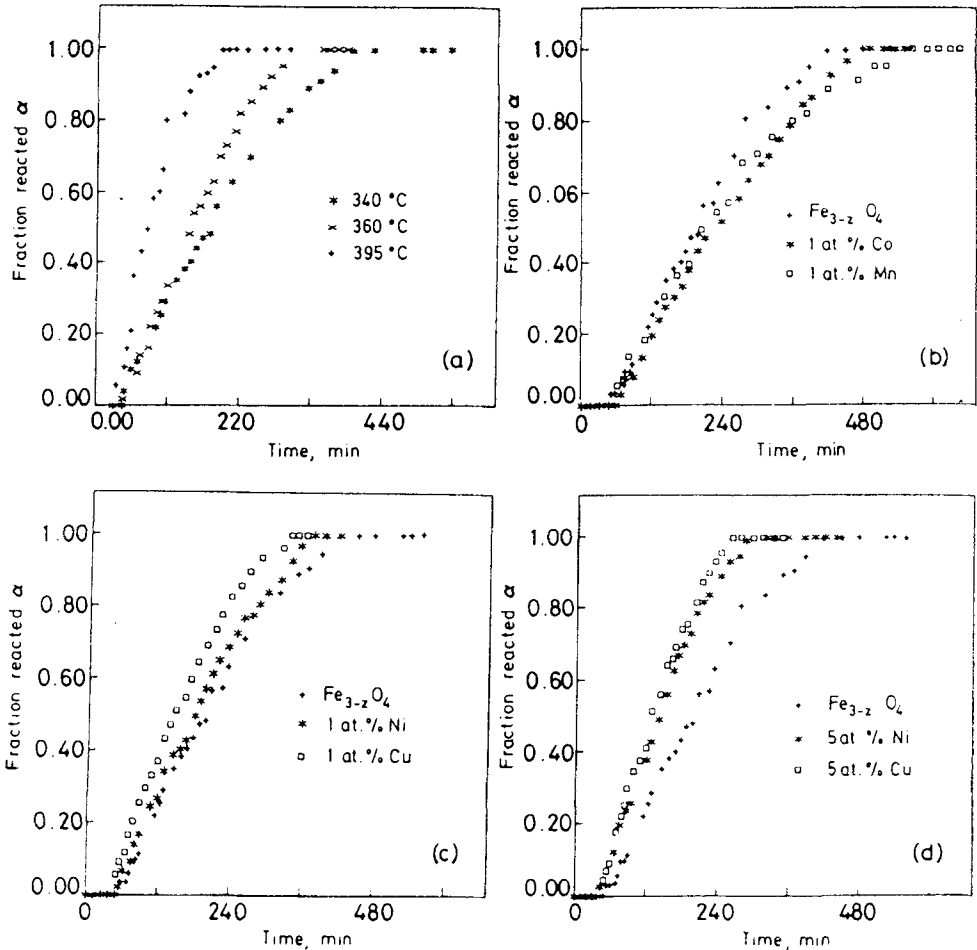 1.00
0.80
0.60
0.40
0.20
0.00
Fraction reacted α
* 340 °C
× 360 °C
+ 395 °C
(a)
0.00 220 440
Time, min
1.00
0.80
0.06
0.40
0.20
0.00
Fraction reacted α
+ Fe3-z O4
* 1 at % Co
□ 1 at.% Mn
(b)
0 240 480
Time, min
1.00
0.80
0.60
0.40
0.20
0.00
Fraction reacted α
+ Fe3-z O4
* 1 at.% Ni
□ 1 at.% Cu
(c)
0 240 480
Time, min
1.00
0.80
0.60
0.40
0.20
0.00
Fraction reacted α
+ Fe3-z O4
* 5at % Ni
□ 5at.% Cu
(d)
0 240 480
Time, min